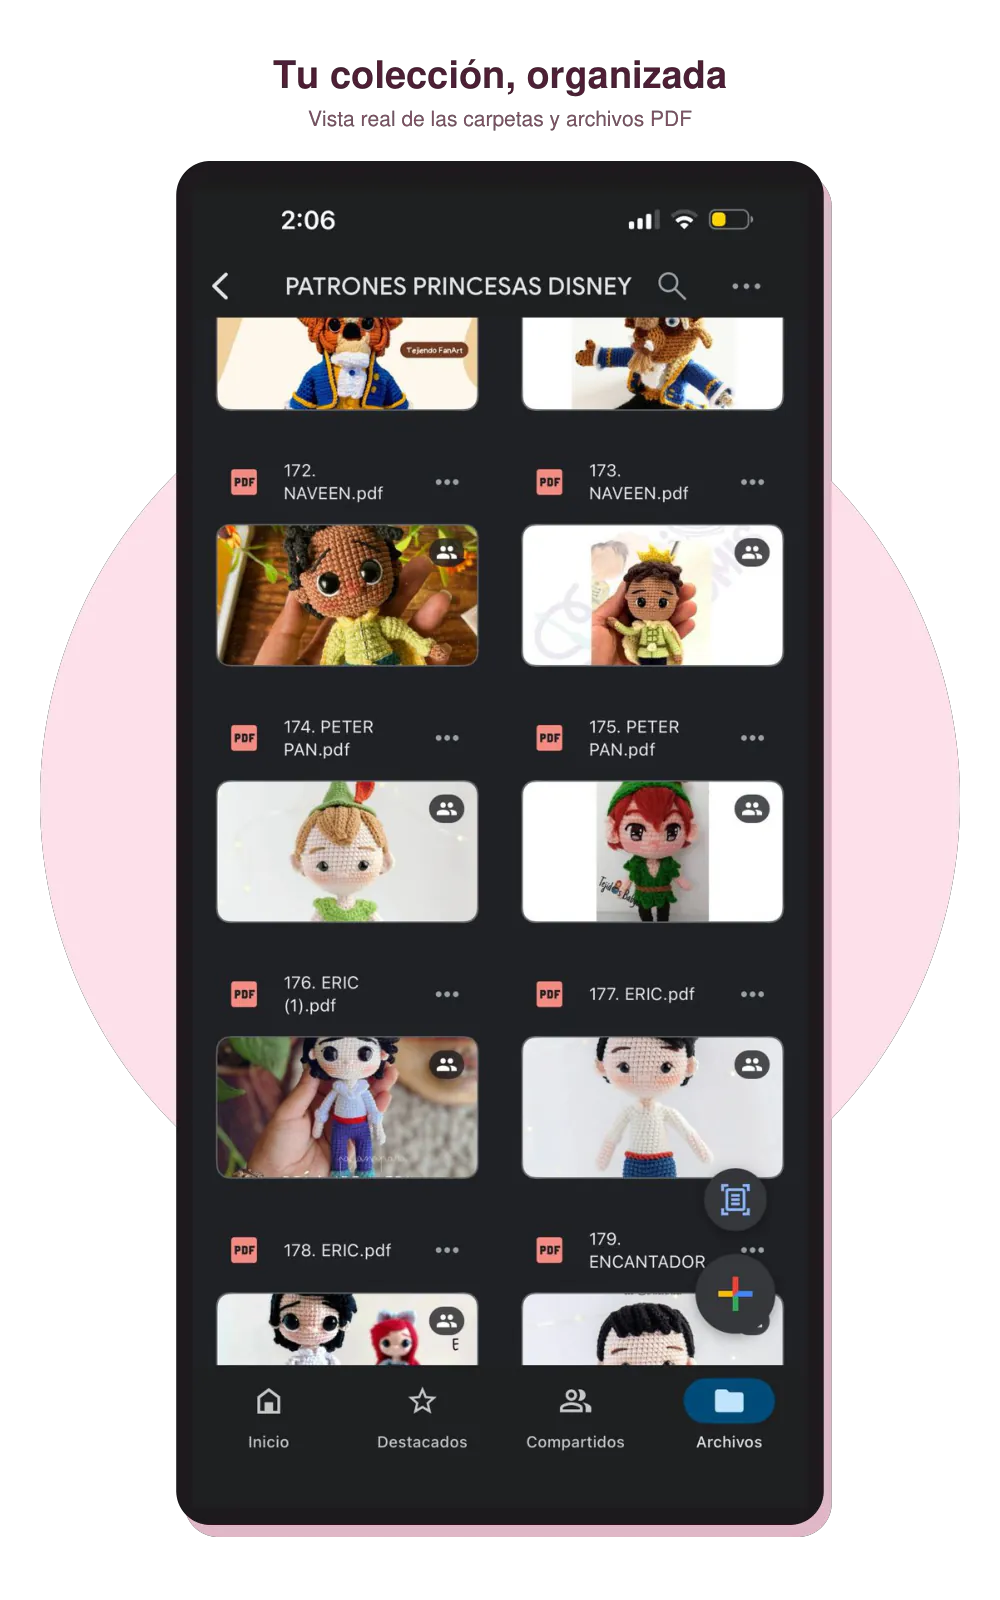 Tu colección, organizada
Vista real de las carpetas y archivos PDF
2:06
PATRONES PRINCESAS DISNEY
Tejiendo FanArt
PDF
172.
NAVEEN.pdf
PDF
173.
NAVEEN.pdf
PDF
174. PETER
PAN.pdf
PDF
175. PETER
PAN.pdf
PDF
176. ERIC
(1).pdf
PDF
177. ERIC.pdf
PDF
178. ERIC.pdf
PDF
179.
ENCANTADOR
E
Inicio
Destacados
Compartidos
Archivos